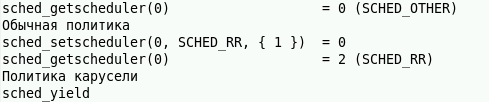 sched_getscheduler(0)                   = 0 (SCHED_OTHER)
Обычная политика
sched_setscheduler(0, SCHED_RR, { 1 })  = 0
sched_getscheduler(0)                   = 2 (SCHED_RR)
Политика карусели
sched_yield